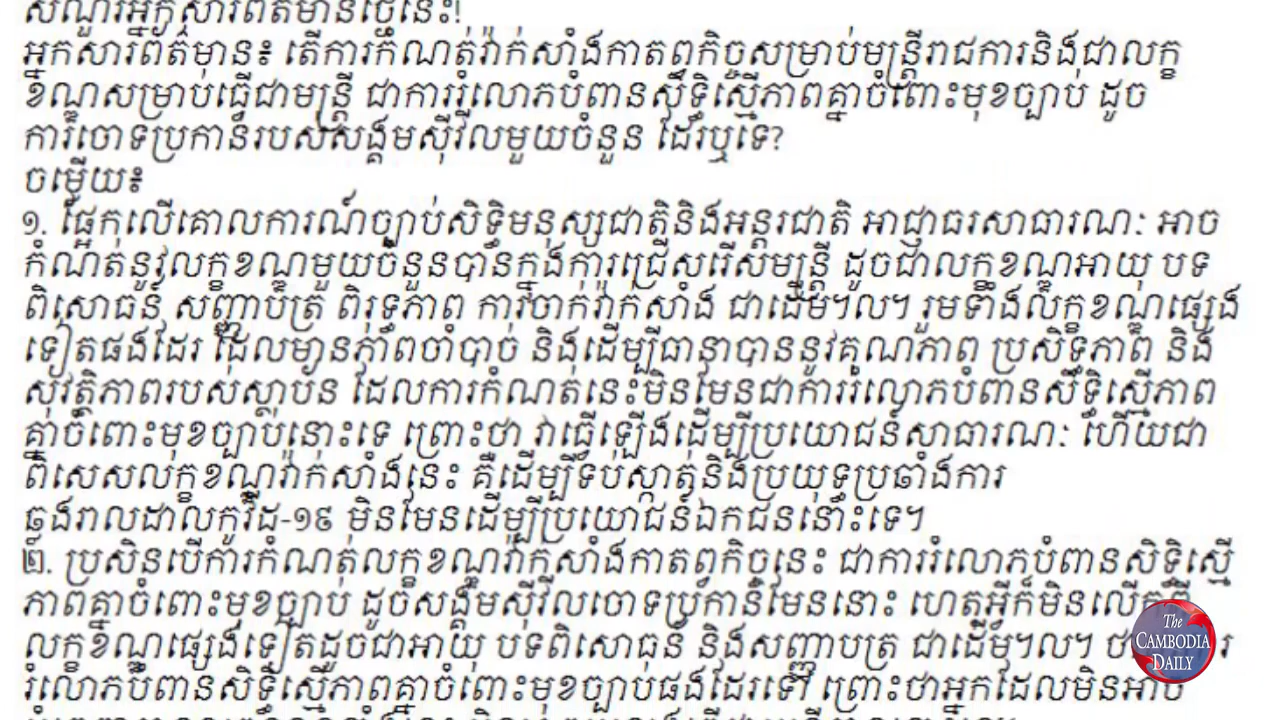 សំណួរអ្នកសារព័ត៌មានថ្ងៃនេះ!
អ្នកសារព័ត៌មាន៖ តើការកំណត់វ៉ាក់សាំងកាតព្វកិច្ចសម្រាប់មន្ត្រីរាជការនិងជាលក្ខ
ខណ្ឌសម្រាប់ធ្វើជាមន្ត្រី ជាការរំលោភបំពានសិទ្ធិស្មើភាពគ្នាចំពោះមុខច្បាប់ ដូច
ការចោទប្រកាន់របស់សង្គមស៊ីវិលមួយចំនួន ដែរឬទេ?
ចម្លើយ៖
១. ផ្អែកលើគោលការណ៍ច្បាប់សិទ្ធិមនុស្សជាតិនិងអន្តរជាតិ អាជ្ញាធរសាធារណៈ អាច
កំណត់នូវលក្ខខណ្ឌមួយចំនួនបានក្នុងការជ្រើសរើសមន្ត្រី ដូចជាលក្ខខណ្ឌអាយុ បទ
ពិសោធន៍ សញ្ញាប័ត្រ ពិរុទ្ធភាព ការចាក់វ៉ាក់សាំង ជាដើម។ល។ រួមទាំងលក្ខខណ្ឌផ្សេង
ទៀតផងដែរ ដែលមានភាពចាំបាច់ និងដើម្បីធានាបាននូវគុណភាព ប្រសិទ្ធភាព និង
សុវត្ថិភាពរបស់ស្ថាប័ន ដែលការកំណត់នេះមិនមែនជាការរំលោភបំពានសិទ្ធិស្មើភាព
គ្នាចំពោះមុខច្បាប់នោះទេ ព្រោះថា វាធ្វើឡើងដើម្បីប្រយោជន៍សាធារណៈ ហើយជា
ពិសេសលក្ខខណ្ឌវ៉ាក់សាំងនេះ គឺដើម្បីទប់ស្កាត់និងប្រយុទ្ធប្រឆាំងការ
ឆ្លងរាលដាលកូវីដ-១៩ មិនមែនដើម្បីប្រយោជន៍ឯកជននោះទេ។
២. ប្រសិនបើការកំណត់លក្ខខណ្ឌវ៉ាក់សាំងកាតព្វកិច្ចនេះ ជាការរំលោភបំពានសិទ្ធិស្មើ
ភាពគ្នាចំពោះមុខច្បាប់ ដូចសង្គមស៊ីវិលចោទប្រកាន់មែននោះ ហេតុអ្វីក៏មិនលើកពី
លក្ខខណ្ឌផ្សេងទៀតដូចជាអាយុ បទពិសោធន៍ និងសញ្ញាបត្រ ជាដើម។ល។
រំលោភបំពានសិទ្ធិស្មើភាពគ្នាចំពោះមុខច្បាប់ផងដែរទៅ ព្រោះថាអ្នកដែលមិនអាច
The
CAMBODIA
DAILY